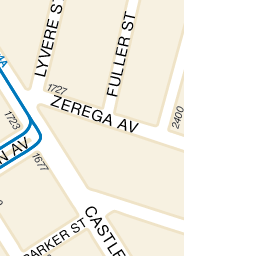 LYVERE ST
FULLER ST
1727
ZEREGA AV
2400
1723
AV
1677
CASTLE
PARKER ST